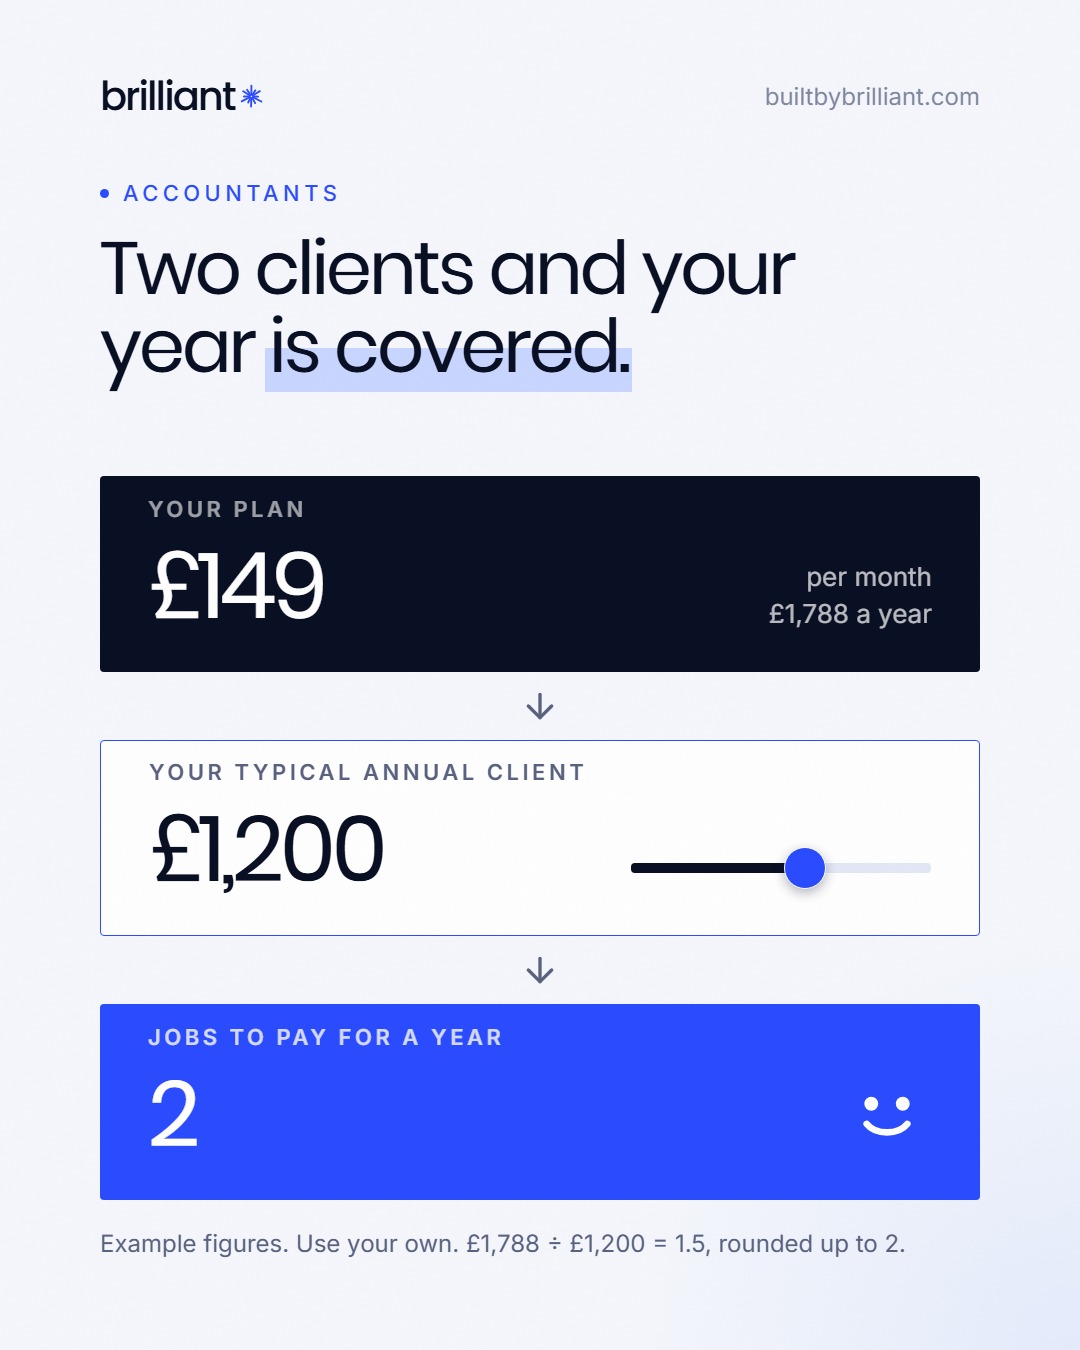 brilliant
builtbybrilliant.com
ACCOUNTANTS
Two clients and your
year is covered.
YOUR PLAN
£149
per month
£1,788 a year
YOUR TYPICAL ANNUAL CLIENT
£1,200
JOBS TO PAY FOR A YEAR
2
Example figures. Use your own. £1,788 ÷ £1,200 = 1.5, rounded up to 2.